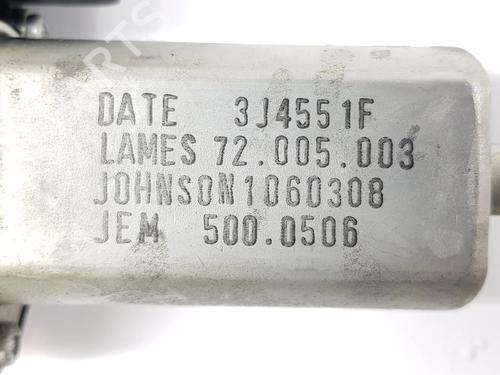 DATE 3J4551F
LAMES 72.005.003
JOHNSON1060308
JEM 500.0506